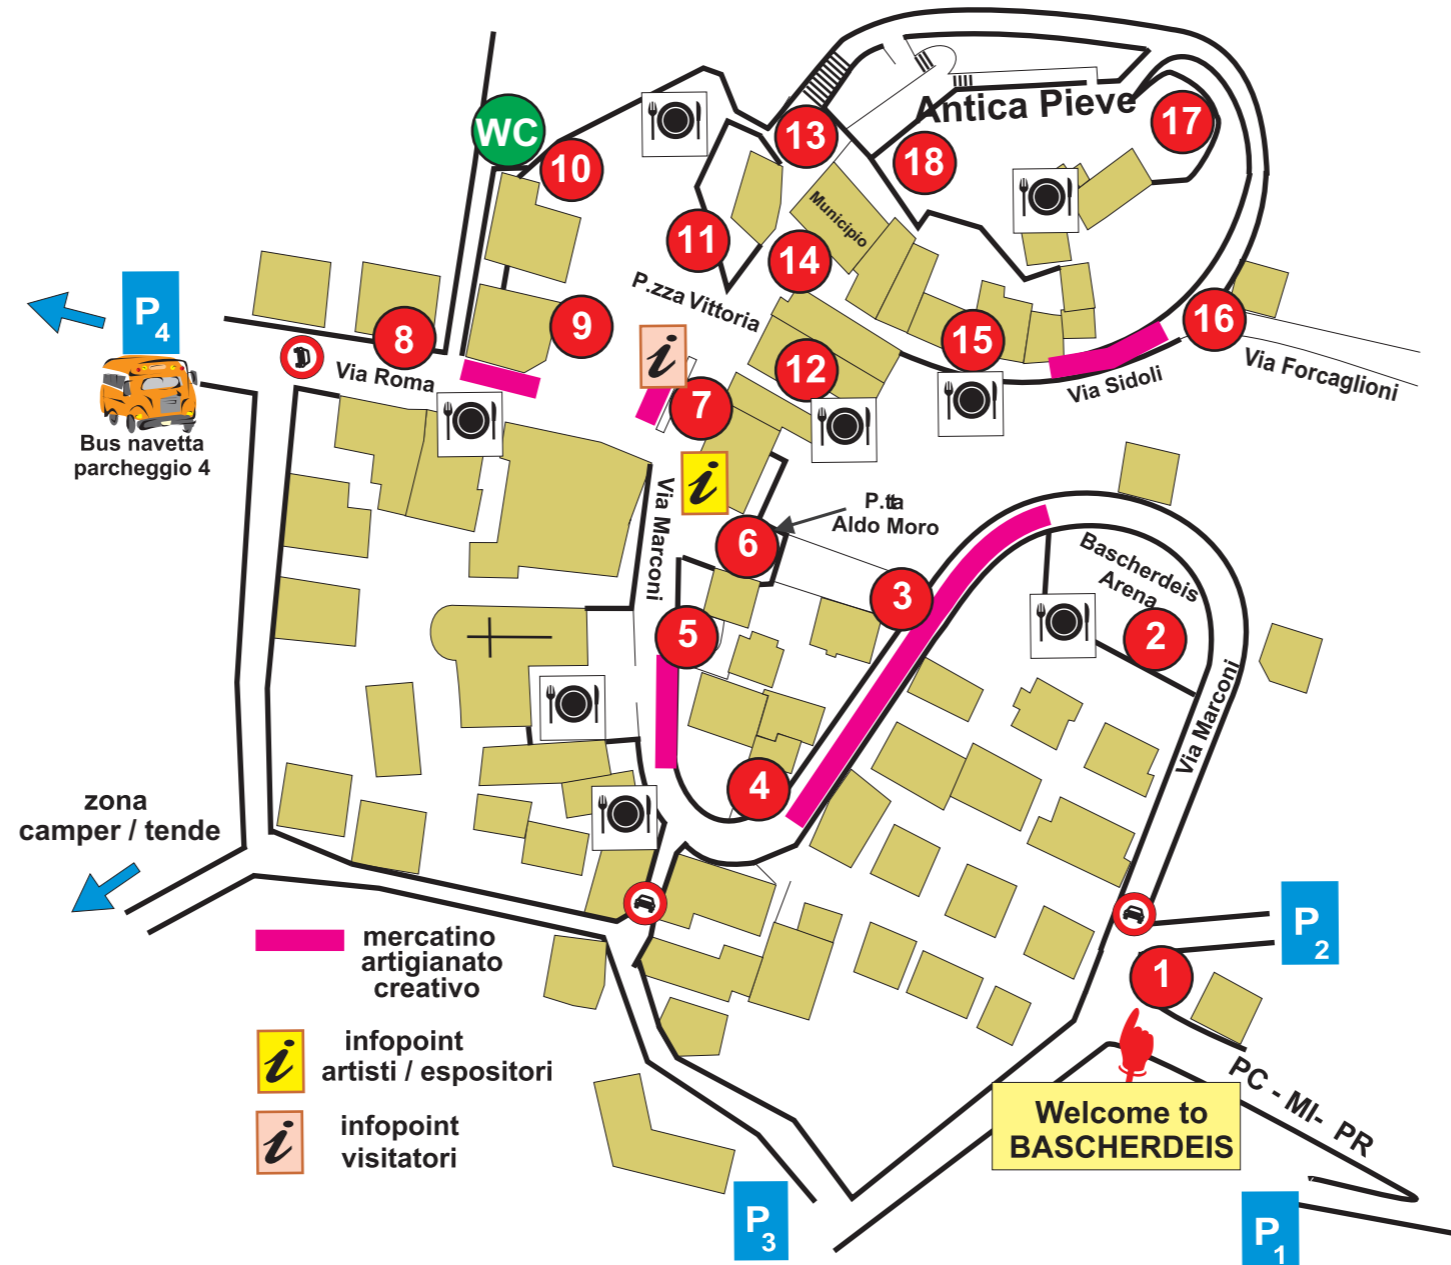 Antica Pieve
17
13
18
WC
10
Municipio
11
14
P.zza Vittoria
P4
8
9
i
15
16
Via Roma
12
Via Sidoli
Via Forcaglioni
7
Bus navetta
parcheggio 4
i
Via Marconi
P.tta
Aldo Moro
6
Bascherdeis
Arena
3
5
2
Via Marconi
4
zona
camper / tende
P2
1
mercatino
artigianato
creativo
i
infopoint
artisti / espositori
i
infopoint
visitatori
PC - MI- PR
Welcome to
BASCHERDEIS
P3
P1